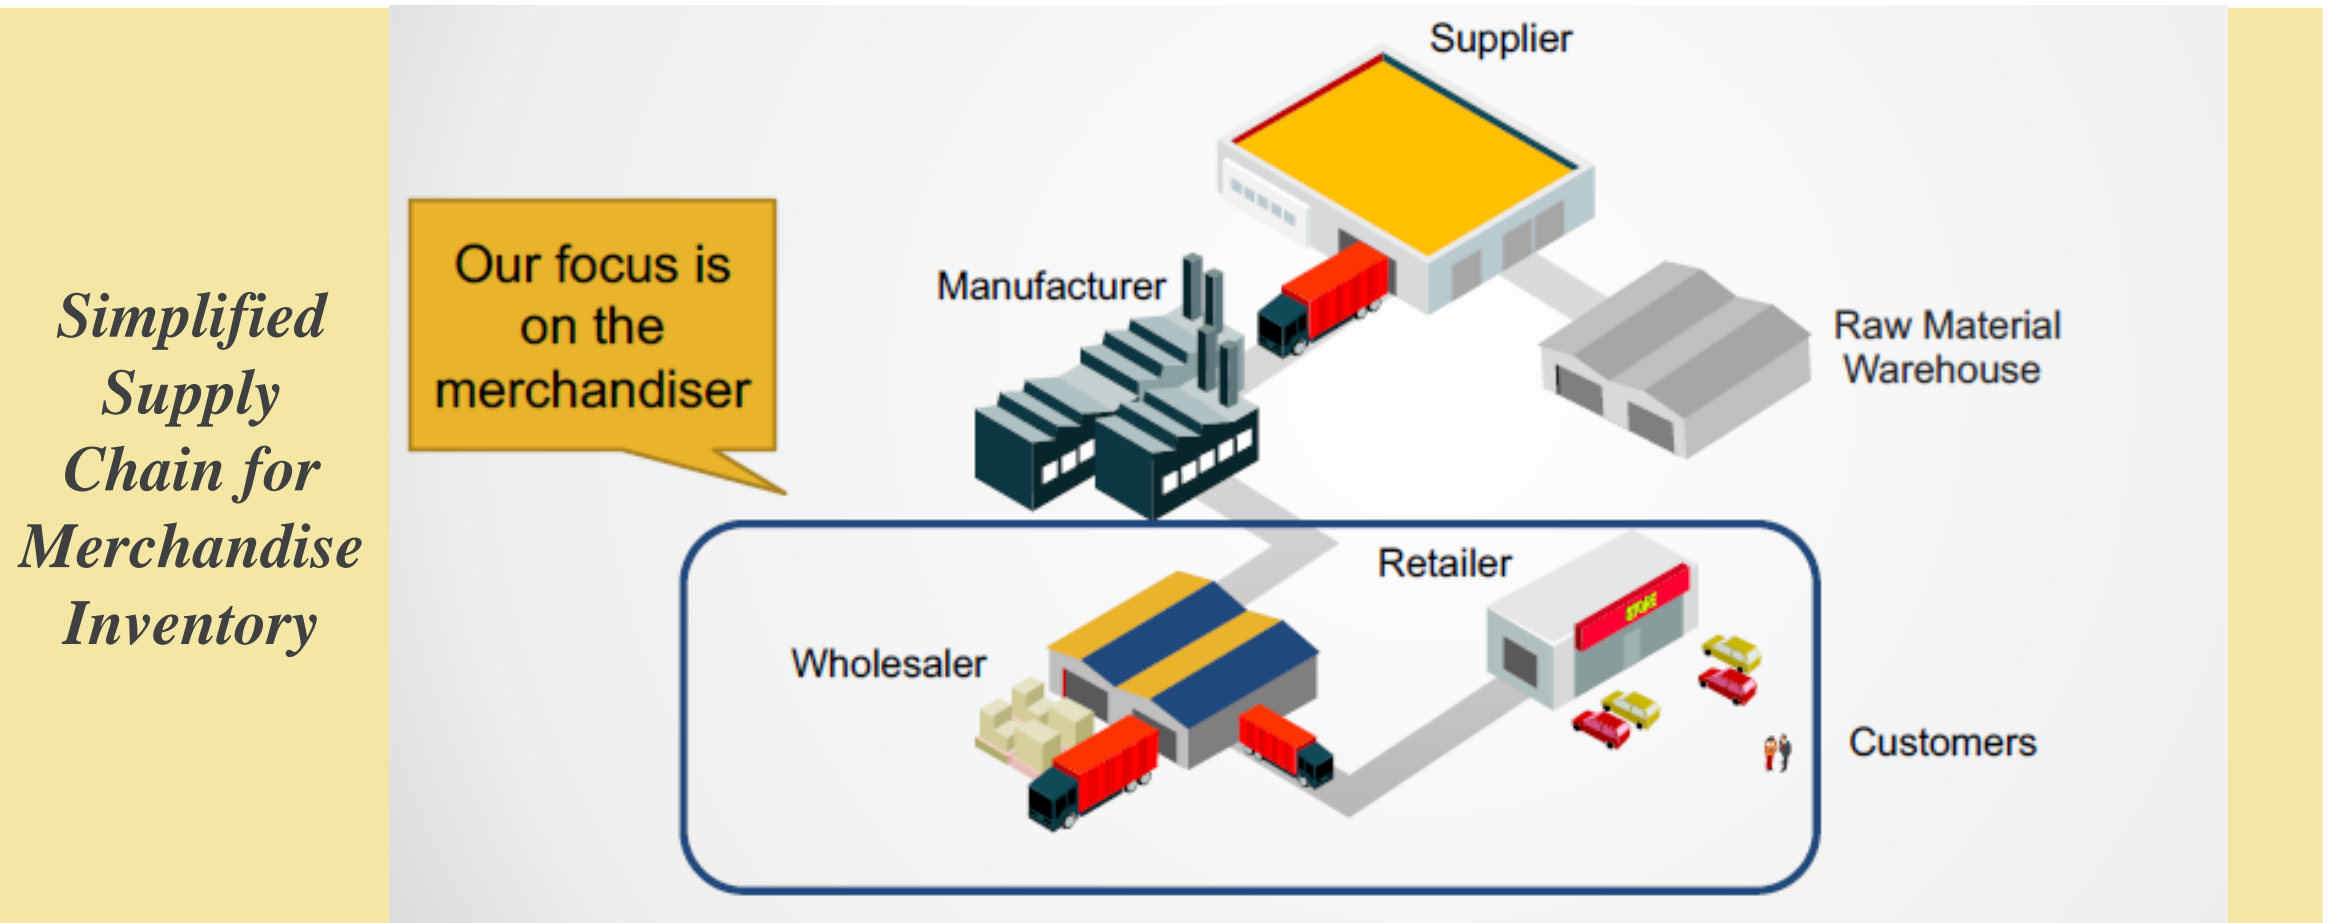 Simplified
Supply
Chain for
Merchandise
Inventory
Our focus is
on the
merchandiser
Supplier
Manufacturer
Raw Material
Warehouse
Retailer
STORE
Wholesaler
Customers